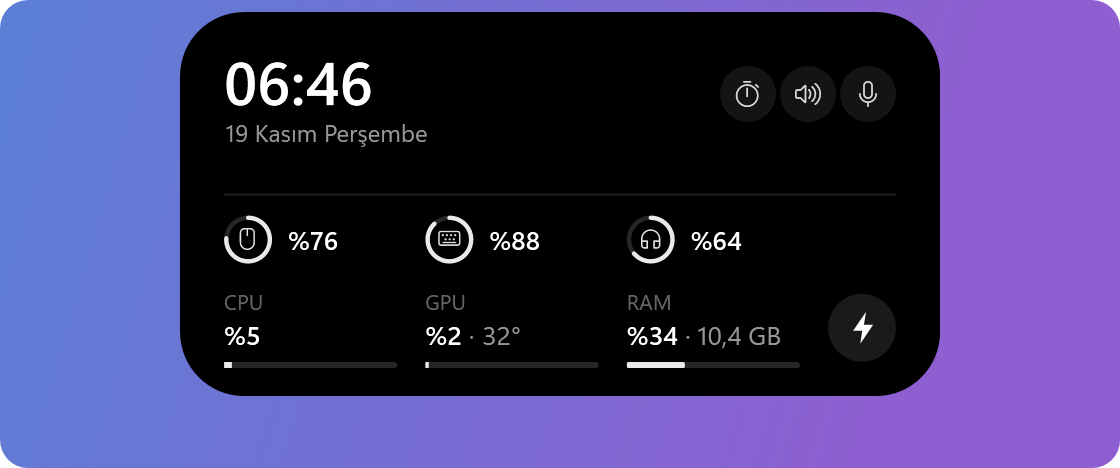 06:46
19 Kasım Perşembe
%76 %88 %64
CPU GPU RAM
%5 %2 · 32° %34 · 10,4 GB